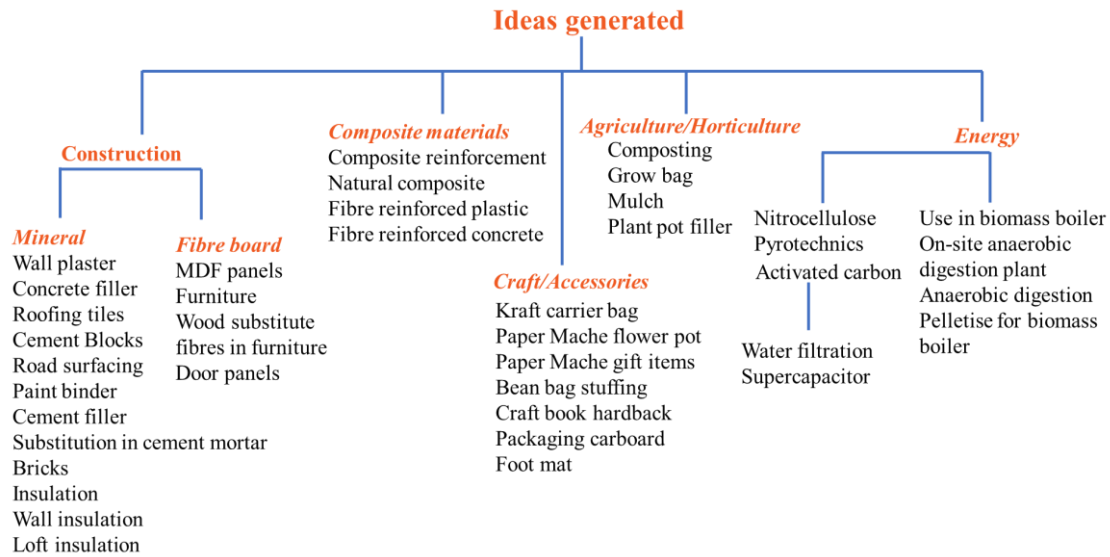 Ideas generated
Construction
Mineral
Wall plaster
Concrete filler
Roofing tiles
Cement Blocks
Road surfacing
Paint binder
Cement filler
Substitution in cement mortar
Bricks
Insulation
Wall insulation
Loft insulation
Fibre board
MDF panels
Furniture
Wood substitute
fibres in furniture
Door panels
Composite materials
Composite reinforcement
Natural composite
Fibre reinforced plastic
Fibre reinforced concrete
Craft/Accessories
Kraft carrier bag
Paper Mache flower pot
Paper Mache gift items
Bean bag stuffing
Craft book hardback
Packaging carboard
Foot mat
Agriculture/Horticulture
Composting
Grow bag
Mulch
Plant pot filler
Energy
Nitrocellulose
Pyrotechnics
Activated carbon
Water filtration
Supercapacitor
Use in biomass boiler
On-site anaerobic
digestion plant
Anaerobic digestion
Pelletise for biomass
boiler